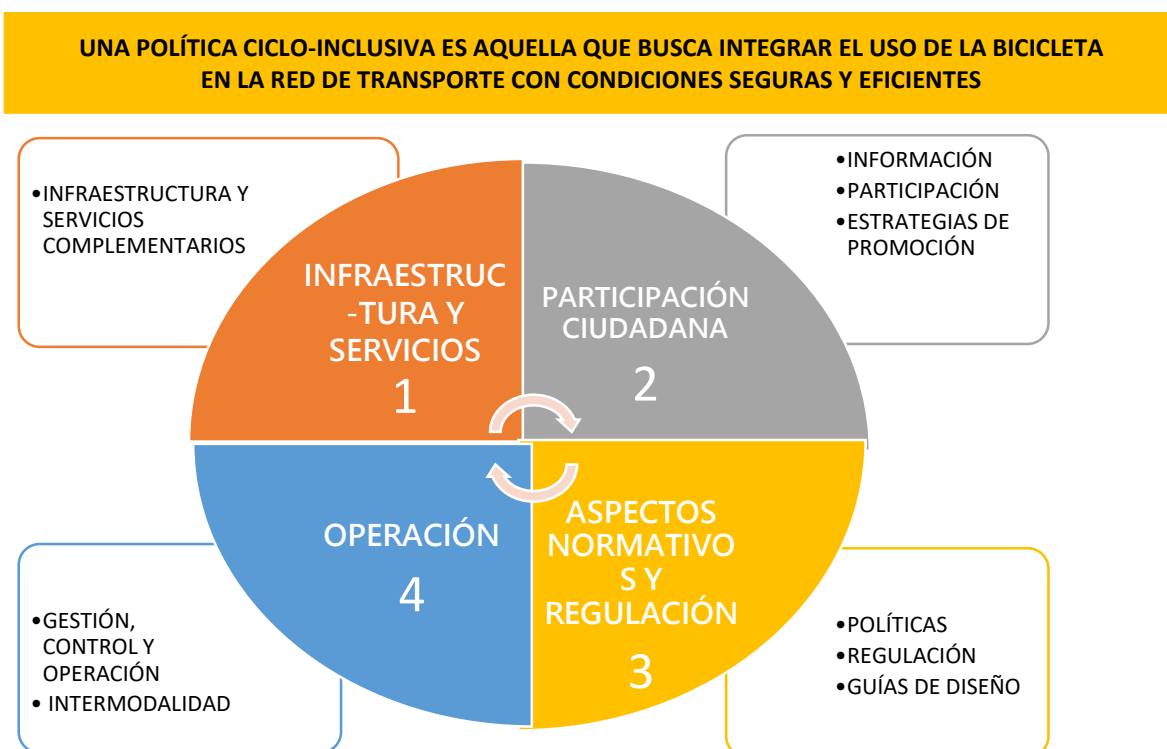 UNA POLÍTICA CICLO-INCLUSIVA ES AQUELLA QUE BUSCA INTEGRAR EL USO DE LA BICICLETA
EN LA RED DE TRANSPORTE CON CONDICIONES SEGURAS Y EFICIENTES
•INFRAESTRUCTURA Y
SERVICIOS
COMPLEMENTARIOS
INFRAESTRUC
-TURA Y
SERVICIOS
1
•INFORMACIÓN
•PARTICIPACIÓN
•ESTRATEGIAS DE
PROMOCIÓN
PARTICIPACIÓN
CIUDADANA
2
ASPECTOS
NORMATIVO
S Y
REGULACIÓN
3
•POLÍTICAS
•REGULACIÓN
•GUÍAS DE DISEÑO
OPERACIÓN
4
•GESTIÓN,
CONTROL Y
OPERACIÓN
• INTERMODALIDAD